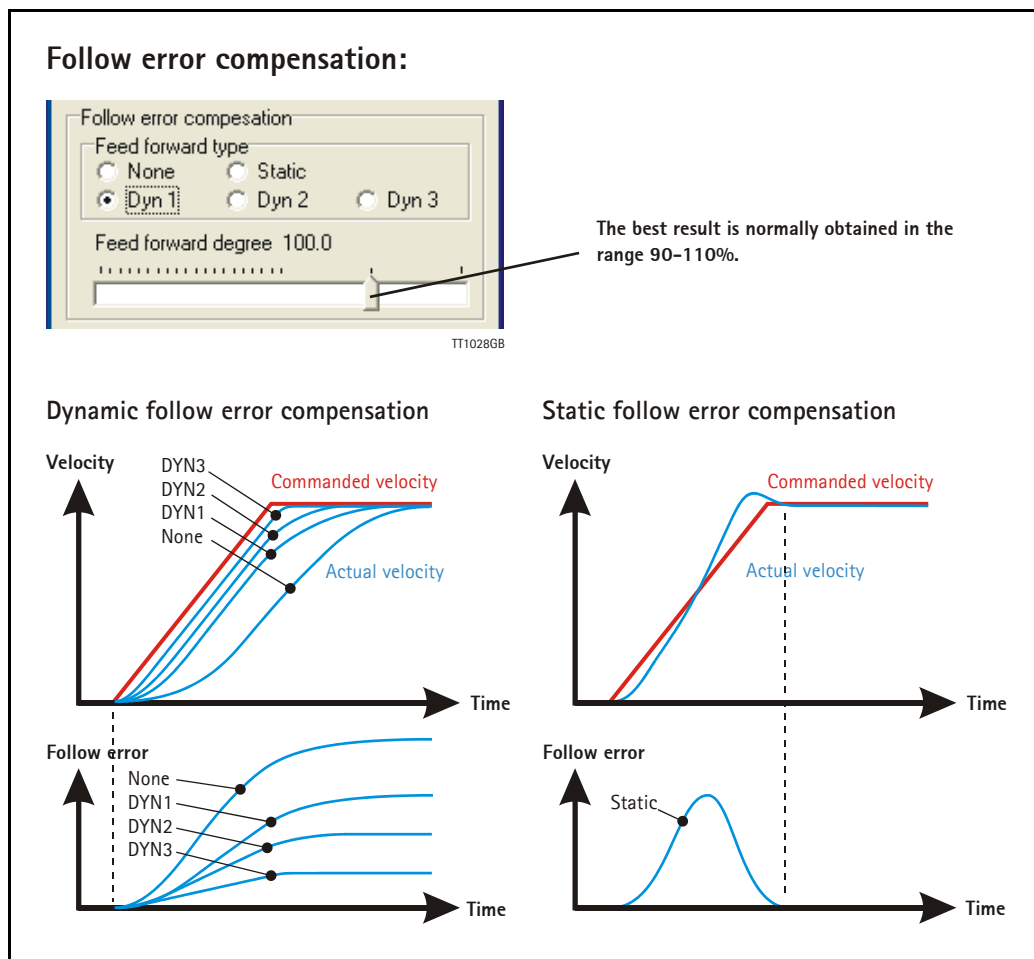 Follow error compensation:
Follow error compesation
Feed forward type
None
Static
Dyn 1
Dyn 2
Dyn 3
Feed forward degree 100.0
The best result is normally obtained in the
range 90-110%.
TT1028GB
Dynamic follow error compensation
Velocity
DYN3
DYN2
DYN1
None
Commanded velocity
Actual velocity
Time
Follow error
None
DYN1
DYN2
DYN3
Time
Static follow error compensation
Velocity
Commanded velocity
Actual velocity
Time
Follow error
Static
Time